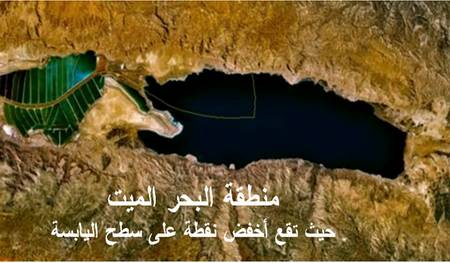 منطقة البحر الميت
حيث تقع أخفض نقطة على سطح اليابسة